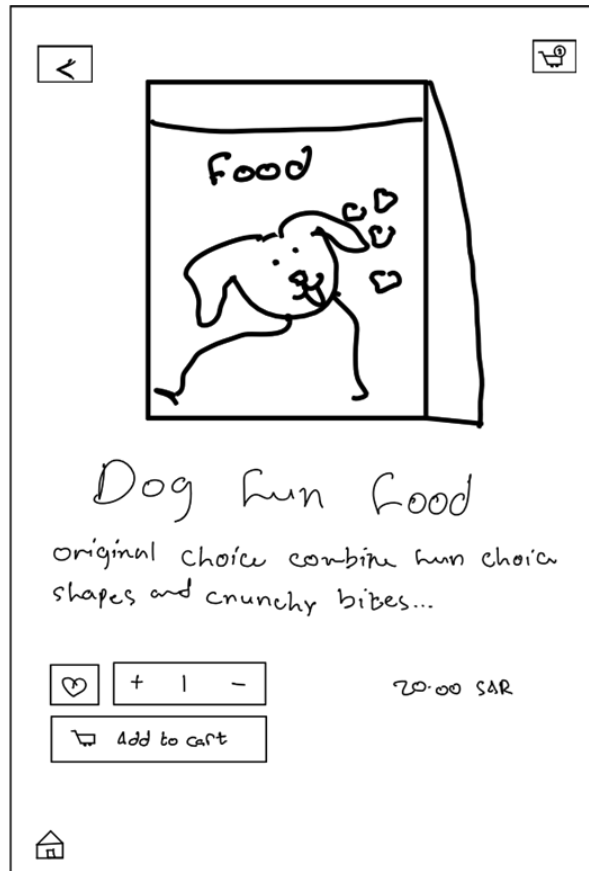 <
Food
Dog fun food
original choice combine fun choice
shapes and crunchy bites...
+ 1 -
20.00 SAR
Add to cart